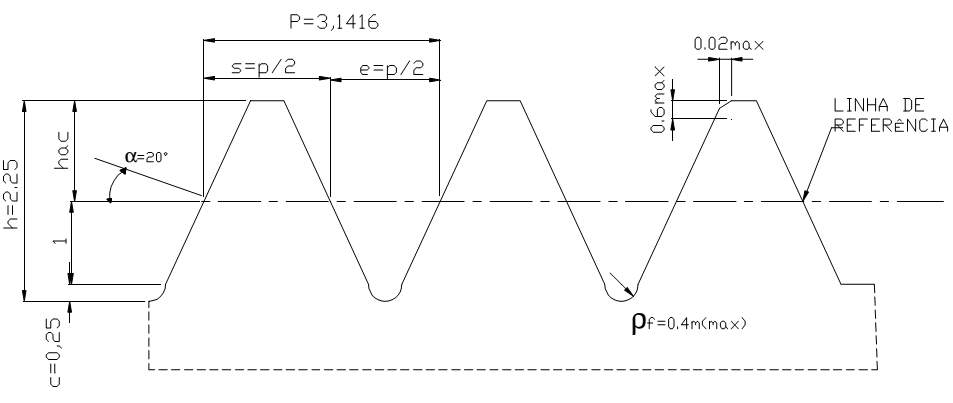 P=3,1416
s=p/2
e=p/2
0.02max
0.6max
LINHA DE
REFERÊNCIA
α=20°
hac
h=2.25
1
c=0,25
ρf=0.4m(max)